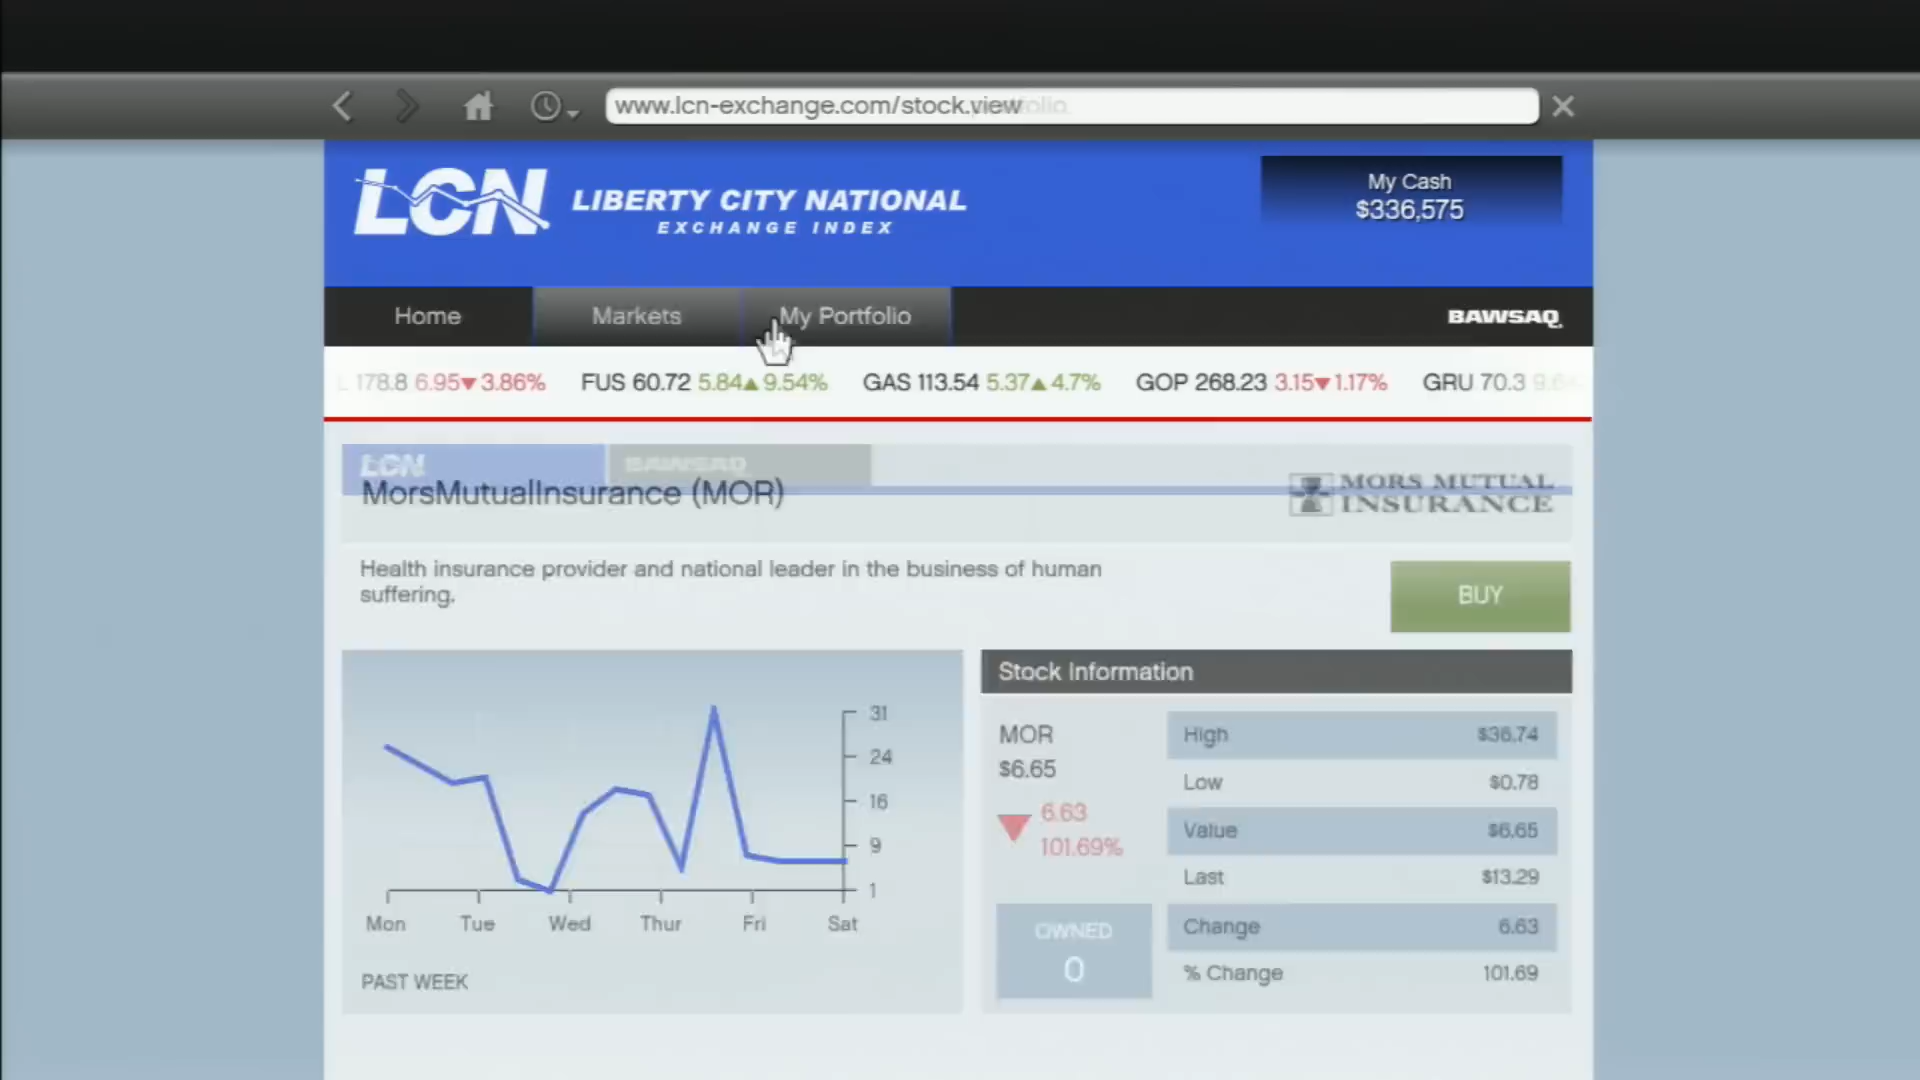 www.lcn-exchange.com/stock.view
LCN LIBERTY CITY NATIONAL
EXCHANGE INDEX
My Cash
$336,575
Home Markets My Portfolio BAWSAQ
L 178.8 6.95▼3.86% FUS 60.72 5.84▲9.54% GAS 113.54 5.37▲4.7% GOP 268.23 3.15▼1.17% GRU 70.3
LCN BAWSAQ
MorsMutualInsurance (MOR)
MORS MUTUAL
INSURANCE
Health insurance provider and national leader in the business of human
suffering.
BUY
31
24
16
9
1
Mon Tue Wed Thur Fri Sat
PAST WEEK
Stock Information
MOR
$6.65
▼ 6.63
101.69%
OWNED
0
High $36.74
Low $0.78
Value $6.65
Last $13.29
Change 6.63
% Change 101.69